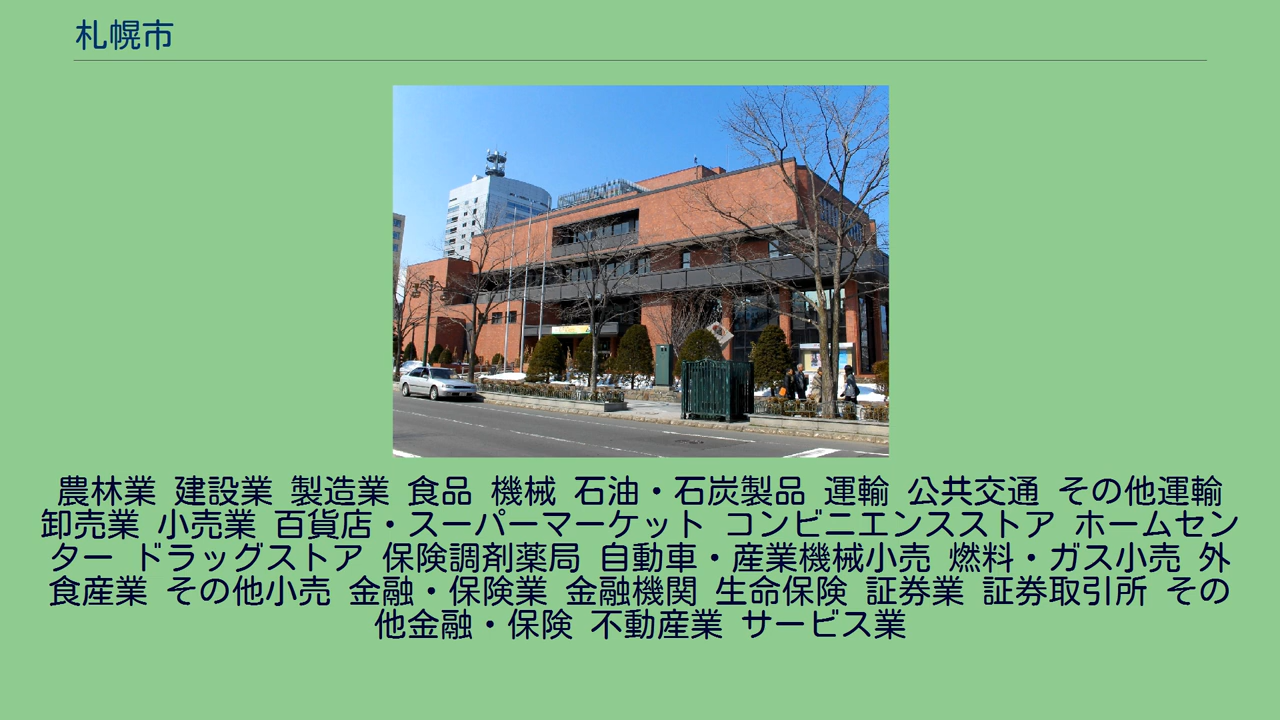 札幌市
農林業 建設業 製造業 食品 機械 石油・石炭製品 運輸 公共交通 その他運輸
卸売業 小売業 百貨店・スーパーマーケット コンビニエンスストア ホームセン
ター ドラッグストア 保険調剤薬局 自動車・産業機械小売 燃料・ガス小売 外
食産業 その他小売 金融・保険業 金融機関 生命保険 証券業 証券取引所 その
他金融・保険 不動産業 サービス業